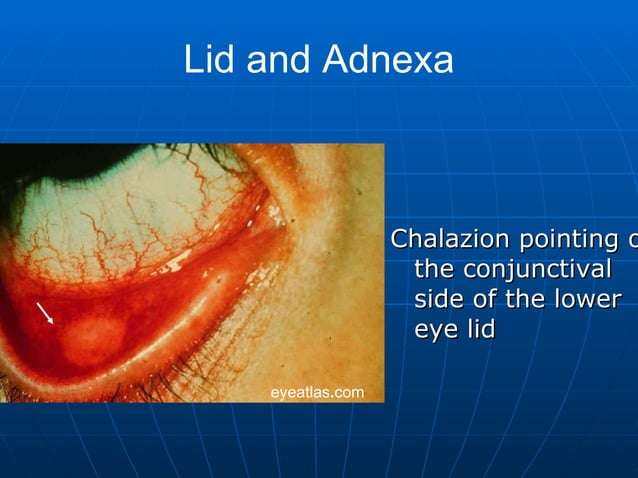 Lid and Adnexa
Chalazion pointing
the conjunctival
side of the lower
eye lid
eyeatlas.com